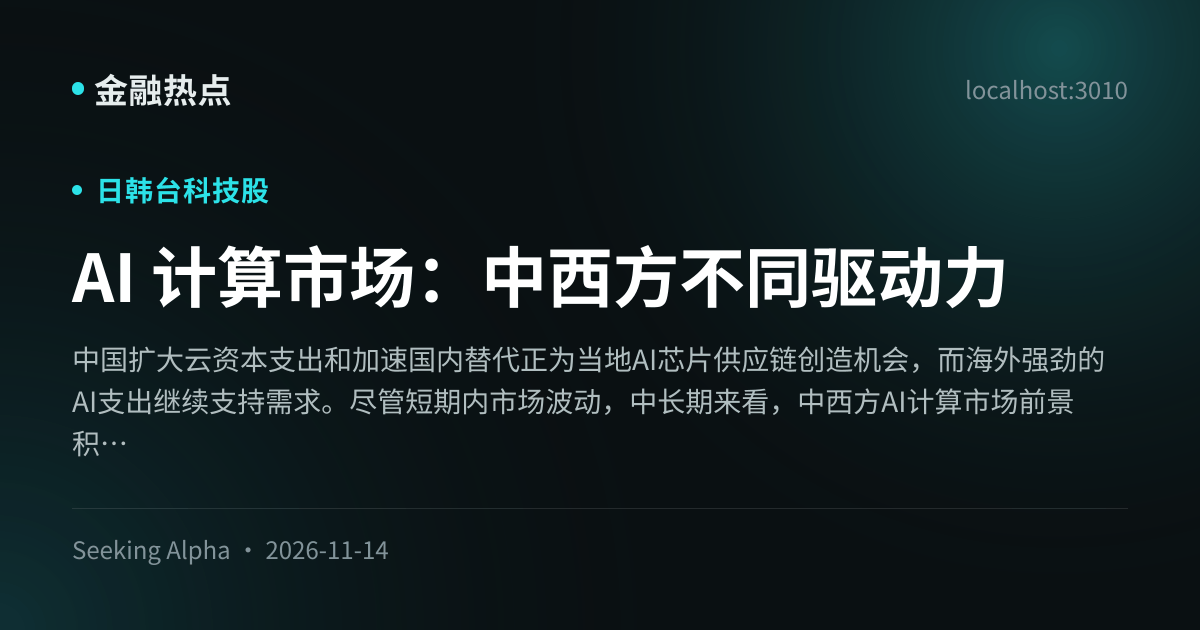 金融热点
localhost:3010
日韩台科技股
AI 计算市场：中西方不同驱动力
中国扩大云资本支出和加速国内替代正为当地AI芯片供应链创造机会，而海外强劲的
AI支出继续支持需求。尽管短期内市场波动，中长期来看，中西方AI计算市场前景
积…
Seeking Alpha • 2026-11-14